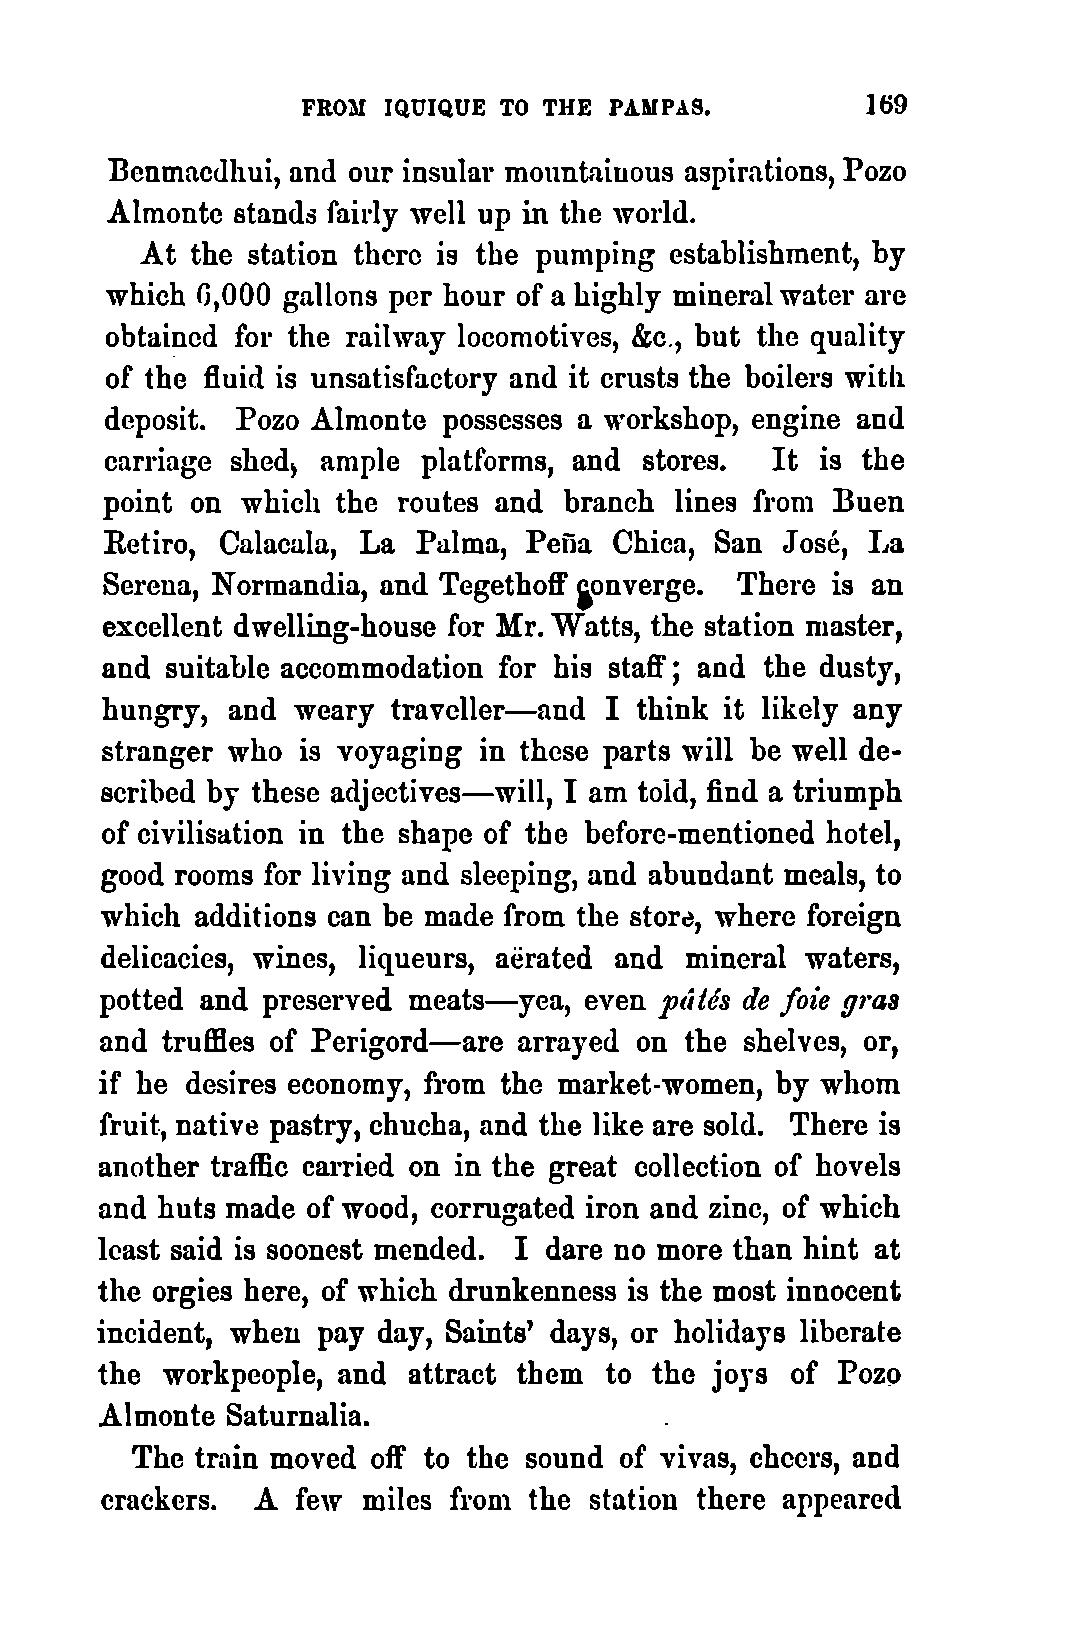 FROM IQUIQUE TO THE PAMPAS. 169
Benmacdhui, and our insular mountainous aspirations, Pozo
Almonte stands fairly well up in the world.
At the station there is the pumping establishment, by
which 6,000 gallons per hour of a highly mineral water are
obtained for the railway locomotives, &c., but the quality
of the fluid is unsatisfactory and it crusts the boilers with
deposit. Pozo Almonte possesses a workshop, engine and
carriage shed, ample platforms, and stores. It is the
point on which the routes and branch lines from Buen
Retiro, Calacala, La Palma, Peña Chica, San José, La
Serena, Normandia, and Tegethoff converge. There is an
excellent dwelling-house for Mr. Watts, the station master,
and suitable accommodation for his staff; and the dusty,
hungry, and weary traveller—and I think it likely any
stranger who is voyaging in these parts will be well de-
scribed by these adjectives—will, I am told, find a triumph
of civilisation in the shape of the before-mentioned hotel,
good rooms for living and sleeping, and abundant meals, to
which additions can be made from the store, where foreign
delicacies, wines, liqueurs, aërated and mineral waters,
potted and preserved meats—yea, even pâtés de foie gras
and truffles of Perigord—are arrayed on the shelves, or,
if he desires economy, from the market-women, by whom
fruit, native pastry, chucha, and the like are sold. There is
another traffic carried on in the great collection of hovels
and huts made of wood, corrugated iron and zinc, of which
least said is soonest mended. I dare no more than hint at
the orgies here, of which drunkenness is the most innocent
incident, when pay day, Saints' days, or holidays liberate
the workpeople, and attract them to the joys of Pozo
Almonte Saturnalia.
The train moved off to the sound of vivas, cheers, and
crackers. A few miles from the station there appeared